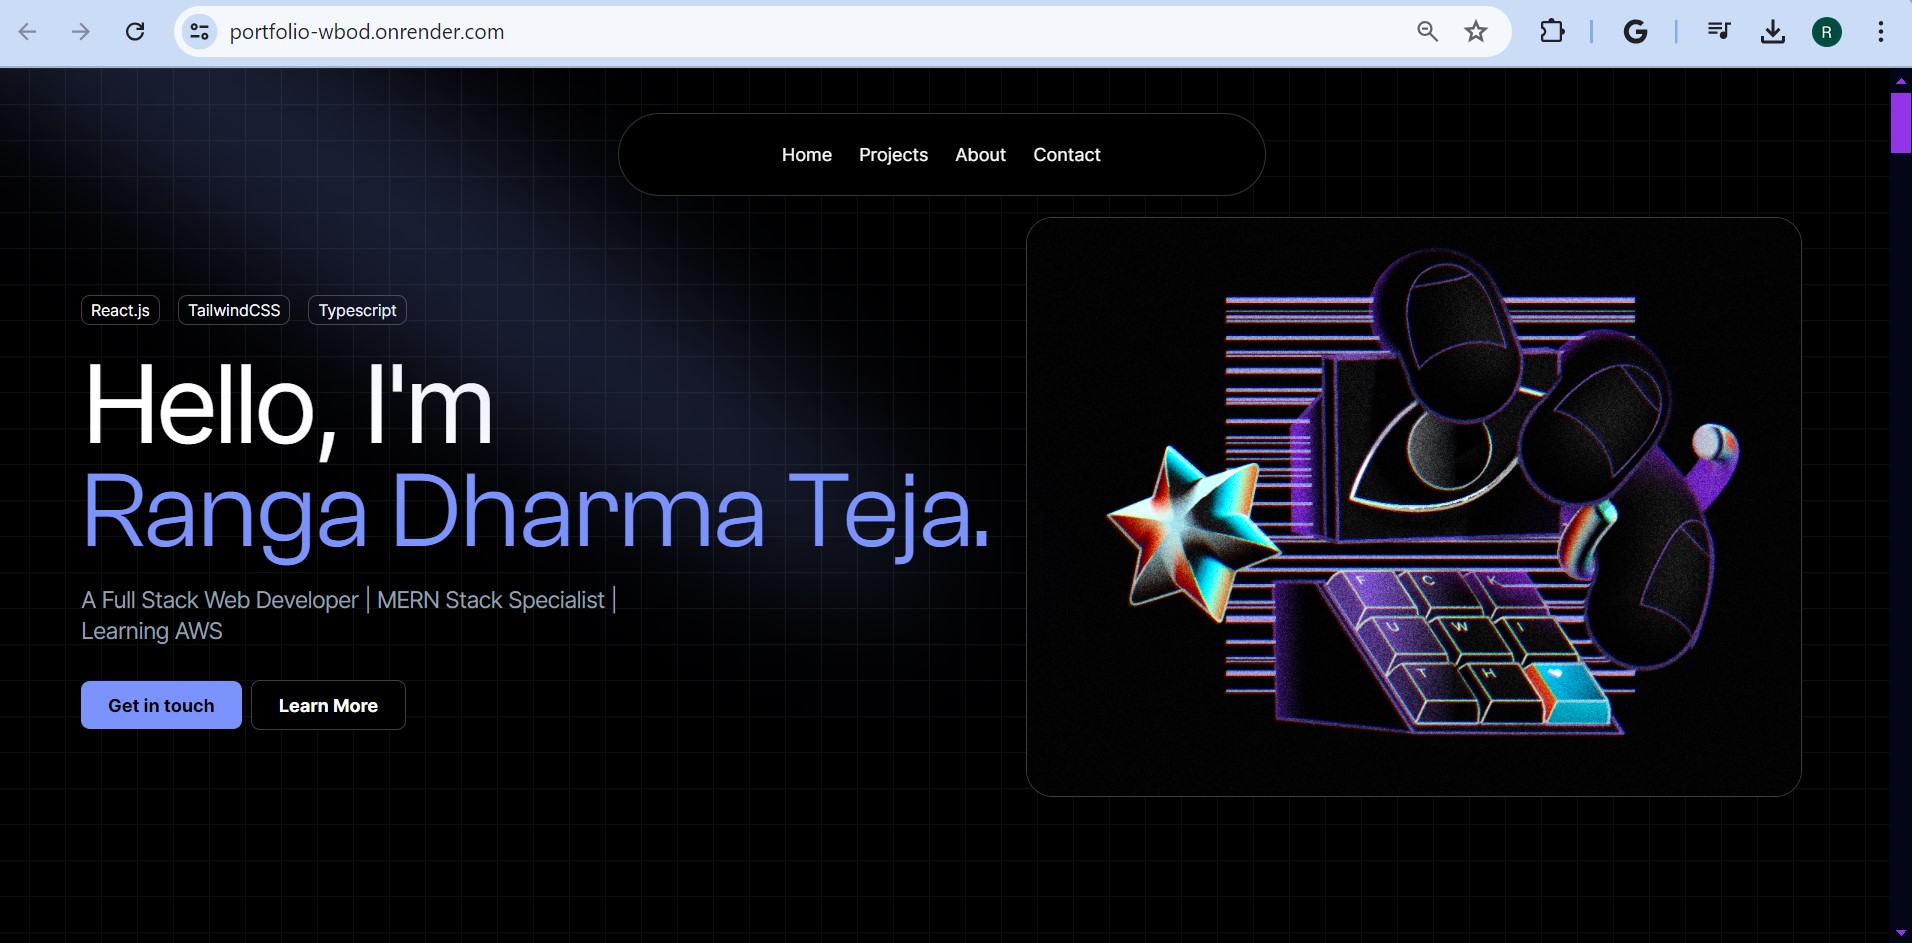 portfolio-wbod.onrender.com
R
Home Projects About Contact
React.js TailwindCSS Typescript
Hello, I'm
Ranga Dharma Teja.
A Full Stack Web Developer | MERN Stack Specialist |
Learning AWS
Get in touch Learn More
F C K
U W I
T H